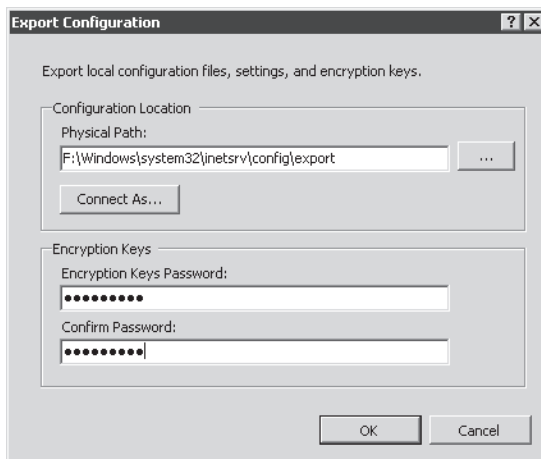 Export Configuration
? X
Export local configuration files, settings, and encryption keys.
Configuration Location
Physical Path:
F:\Windows\system32\inetsrv\config\export
...
Connect As...
Encryption Keys
Encryption Keys Password:
●●●●●●●●●
Confirm Password:
●●●●●●●●●
OK Cancel